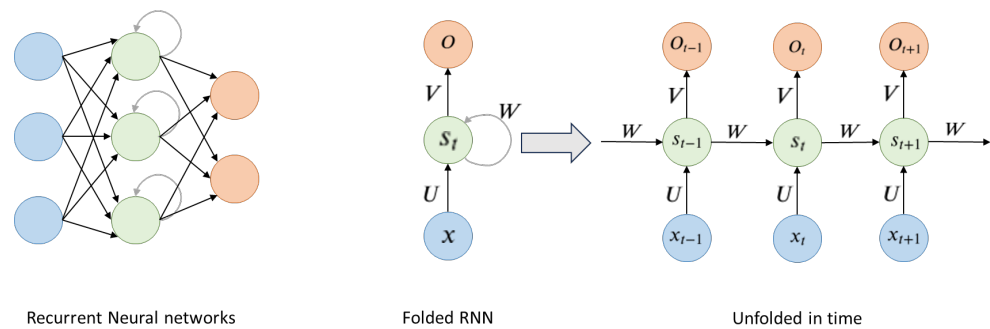 O
O_{t-1}
O_t
O_{t+1}
V
V
V
V
W
S_t
W
S_{t-1}
W
S_t
W
S_{t+1}
W
U
U
U
U
x
x_{t-1}
x_t
x_{t+1}
Recurrent Neural networks
Folded RNN
Unfolded in time